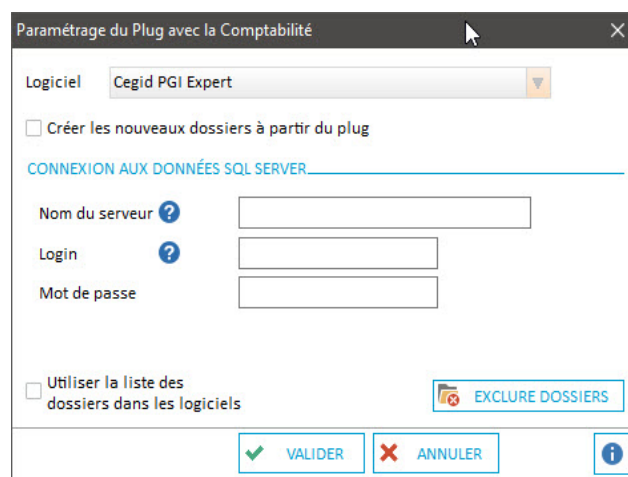 Paramétrage du Plug avec la Comptabilité
Logiciel Cegid PGI Expert
Créer les nouveaux dossiers à partir du plug
CONNEXION AUX DONNÉES SQL SERVER
Nom du serveur ?
Login ?
Mot de passe
Utiliser la liste des
dossiers dans les logiciels
EXCLURE DOSSIERS
VALIDER ANNULER i